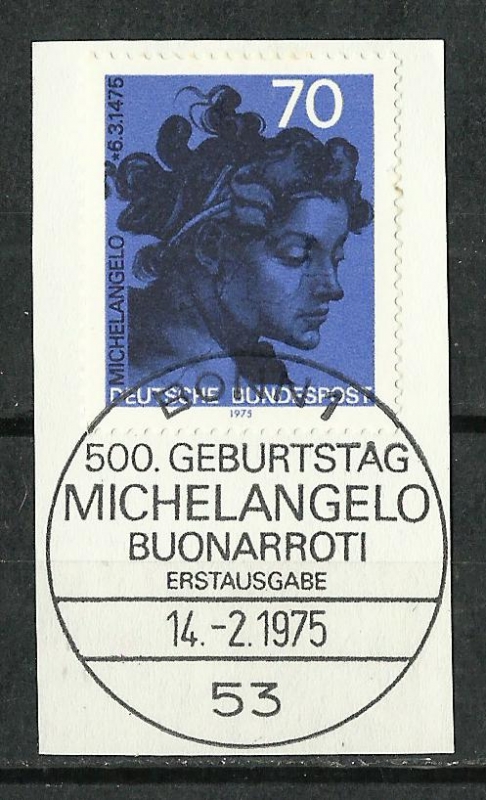 70
MICHELANGELO *6.3.1475
DEUTSCHE BUNDESPOST
1975
BONN 1
500. GEBURTSTAG
MICHELANGELO
BUONARROTI
ERSTAUSGABE
14.-2.1975
53